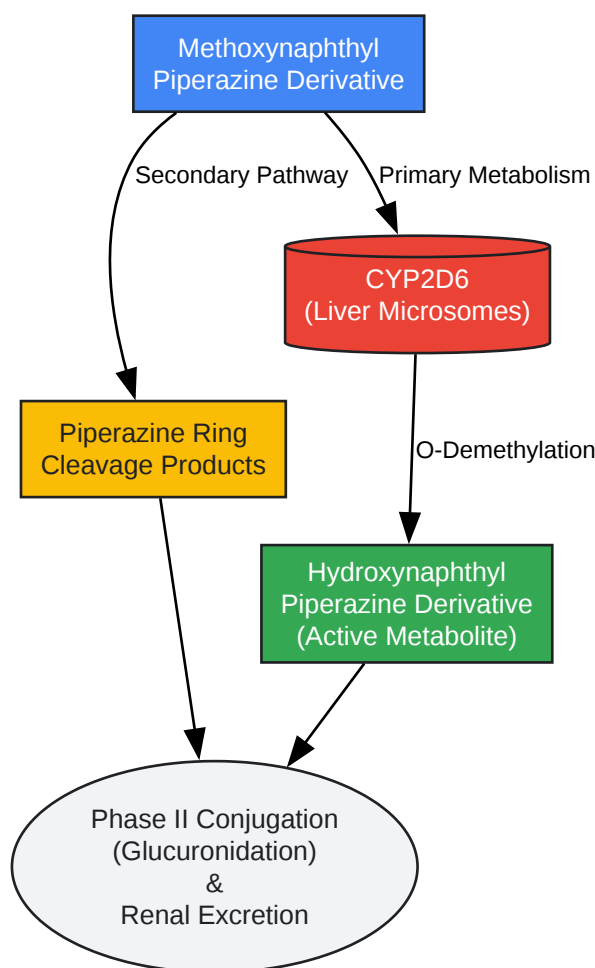 Methoxynaphthyl
Piperazine Derivative
Secondary Pathway
Primary Metabolism
CYP2D6
(Liver Microsomes)
Piperazine Ring
Cleavage Products
O-Demethylation
Hydroxynaphthyl
Piperazine Derivative
(Active Metabolite)
Phase II Conjugation
(Glucuronidation)
&
Renal Excretion